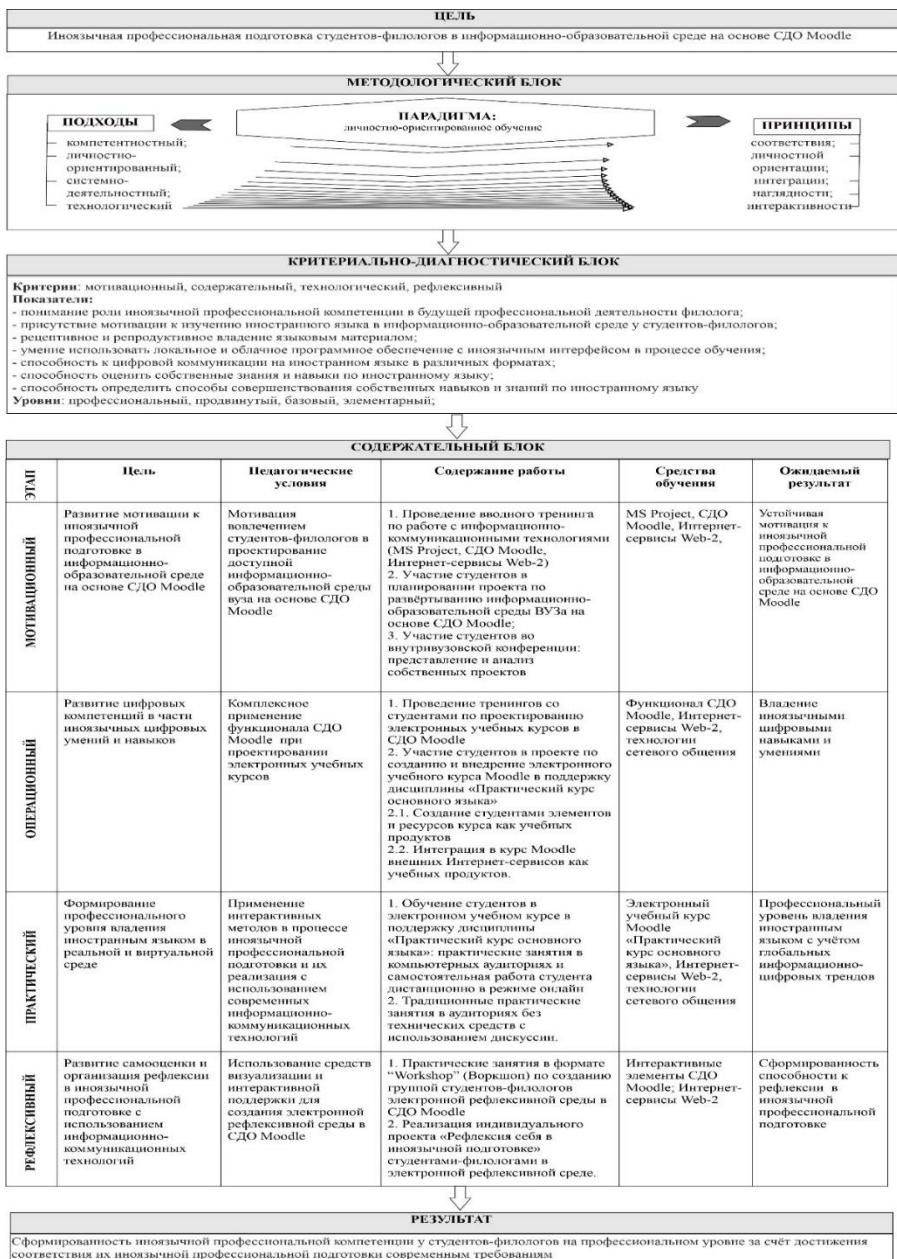 ЦЕЛЬ
Иноязычная профессиональная подготовка студентов-филологов в информационно-образовательной среде на основе СДО Moodle
МЕТОДОЛОГИЧЕСКИЙ БЛОК
ПОДХОДЫ
компетентностный;
личностно-
ориентированный;
системно-
деятельностный;
технологический
ПАРАДИГМА:
личностно-ориентированное обучение
ПРИНЦИПЫ
соответствия;
личностной
ориентации;
интеграции;
наглядности;
интерактивности
КРИТЕРИАЛЬНО-ДИАГНОСТИЧЕСКИЙ БЛОК
Критерии: мотивационный, содержательный, технологический, рефлексивный
Показатели:
- понимание роли иноязычной профессиональной компетенции в будущей профессиональной деятельности филолога;
- присутствие мотивации к изучению иностранного языка в информационно-образовательной среде у студентов-филологов;
- рецептивное и репродуктивное владение языковым материалом;
- умение использовать локальное и облачное программное обеспечение с иноязычным интерфейсом в процессе обучения;
- способность к цифровой коммуникации на иностранном языке в различных форматах;
- способность оценить собственные знания и навыки по иностранному языку;
- способность определить способы совершенствования собственных навыков и знаний по иностранному языку
Уровни: профессиональный, продвинутый, базовый, элементарный;
СОДЕРЖАТЕЛЬНЫЙ БЛОК
ЭТАП
Цель
Педагогические
условия
Содержание работы
Средства
обучения
Ожидаемый
результат
МОТИВАЦИОННЫЙ
Развитие мотивации к
иноязычной
профессиональной
подготовке в
информационно-
образовательной среде
на основе СДО Moodle
Мотивация
вовлечением
студентов-филологов в
проектирование
доступной
информационно-
образовательной среды
вуза на основе СДО
Moodle
1. Проведение вводного тренинга
по работе с информационно-
коммуникационными технологиями
(MS Project, СДО Moodle,
Интернет-сервисы Web-2)
2. Участие студентов в
планировании проекта по
развёртыванию информационно-
образовательной среды ВУЗа на
основе СДО Moodle;
3. Участие студентов во
внутривузовской конференции:
представление и анализ
собственных проектов
MS Project, СДО
Moodle, Интернет-
сервисы Web-2,
Устойчивая
мотивация к
иноязычной
профессиональной
подготовке в
информационно-
образовательной
среде на основе СДО
Moodle
ОПЕРАЦИОННЫЙ
Развитие цифровых
компетенций в части
иноязычных цифровых
умений и навыков
Комплексное
применение
функционала СДО
Moodle при
проектировании
электронных учебных
курсов
1. Проведение тренингов со
студентами по проектированию
электронных учебных курсов в
СДО Moodle
2. Участие студентов в проекте по
созданию и внедрение электронного
учебного курса Moodle в поддержку
дисциплины «Практический курс
основного языка»
2.1. Создание студентами элементов
и ресурсов курса как учебных
продуктов
2.2. Интеграция в курс Moodle
внешних Интернет-сервисов как
учебных продуктов.
Функционал СДО
Moodle, Интернет-
сервисы Web-2,
технологии
сетевого общения
Владение
иноязычными
цифровыми
навыками и
умениями
ПРАКТИЧЕСКИЙ
Формирование
профессионального
уровня владения
иностранным языком в
реальной и виртуальной
среде
Применение
интерактивных
методов в процессе
иноязычной
профессиональной
подготовки и их
реализация с
использованием
современных
информационно-
коммуникационных
технологий
1. Обучение студентов в
электронном учебном курсе в
поддержку дисциплины
«Практический курс основного
языка»: практические занятия в
компьютерных аудиториях и
самостоятельная работа студента
дистанционно в режиме онлайн
2. Традиционные практические
занятия в аудиториях без
технических средств с
использованием дискуссии.
Электронный
учебный курс
Moodle
«Практический
курс основного
языка», Интернет-
сервисы Web-2,
технологии
сетевого общения
Профессиональный
уровень владения
иностранным
языком с учётом
глобальных
информационно-
цифровых трендов
РЕФЛЕКСИВНЫЙ
Развитие самооценки и
организация рефлексии
в иноязычной
профессиональной
подготовке с
использованием
информационно-
коммуникационных
технологий
Использование средств
визуализации и
интерактивной
поддержки для
создания электронной
рефлексивной среды в
СДО Moodle
1. Практические занятия в формате
“Workshop” (Воркшоп) по созданию
группой студентов-филологов
электронной рефлексивной среды в
СДО Moodle
2. Реализация индивидуального
проекта «Рефлексия себя в
иноязычной подготовке»
студентами-филологами в
электронной рефлексивной среде.
Интерактивные
элементы СДО
Moodle; Интернет-
сервисы Web-2
Сформированность
способности к
рефлексии в
иноязычной
профессиональной
подготовке
РЕЗУЛЬТАТ
Сформированность иноязычной профессиональной компетенции у студентов-филологов на профессиональном уровне за счёт достижения
соответствия их иноязычной профессиональной подготовки современным требованиям